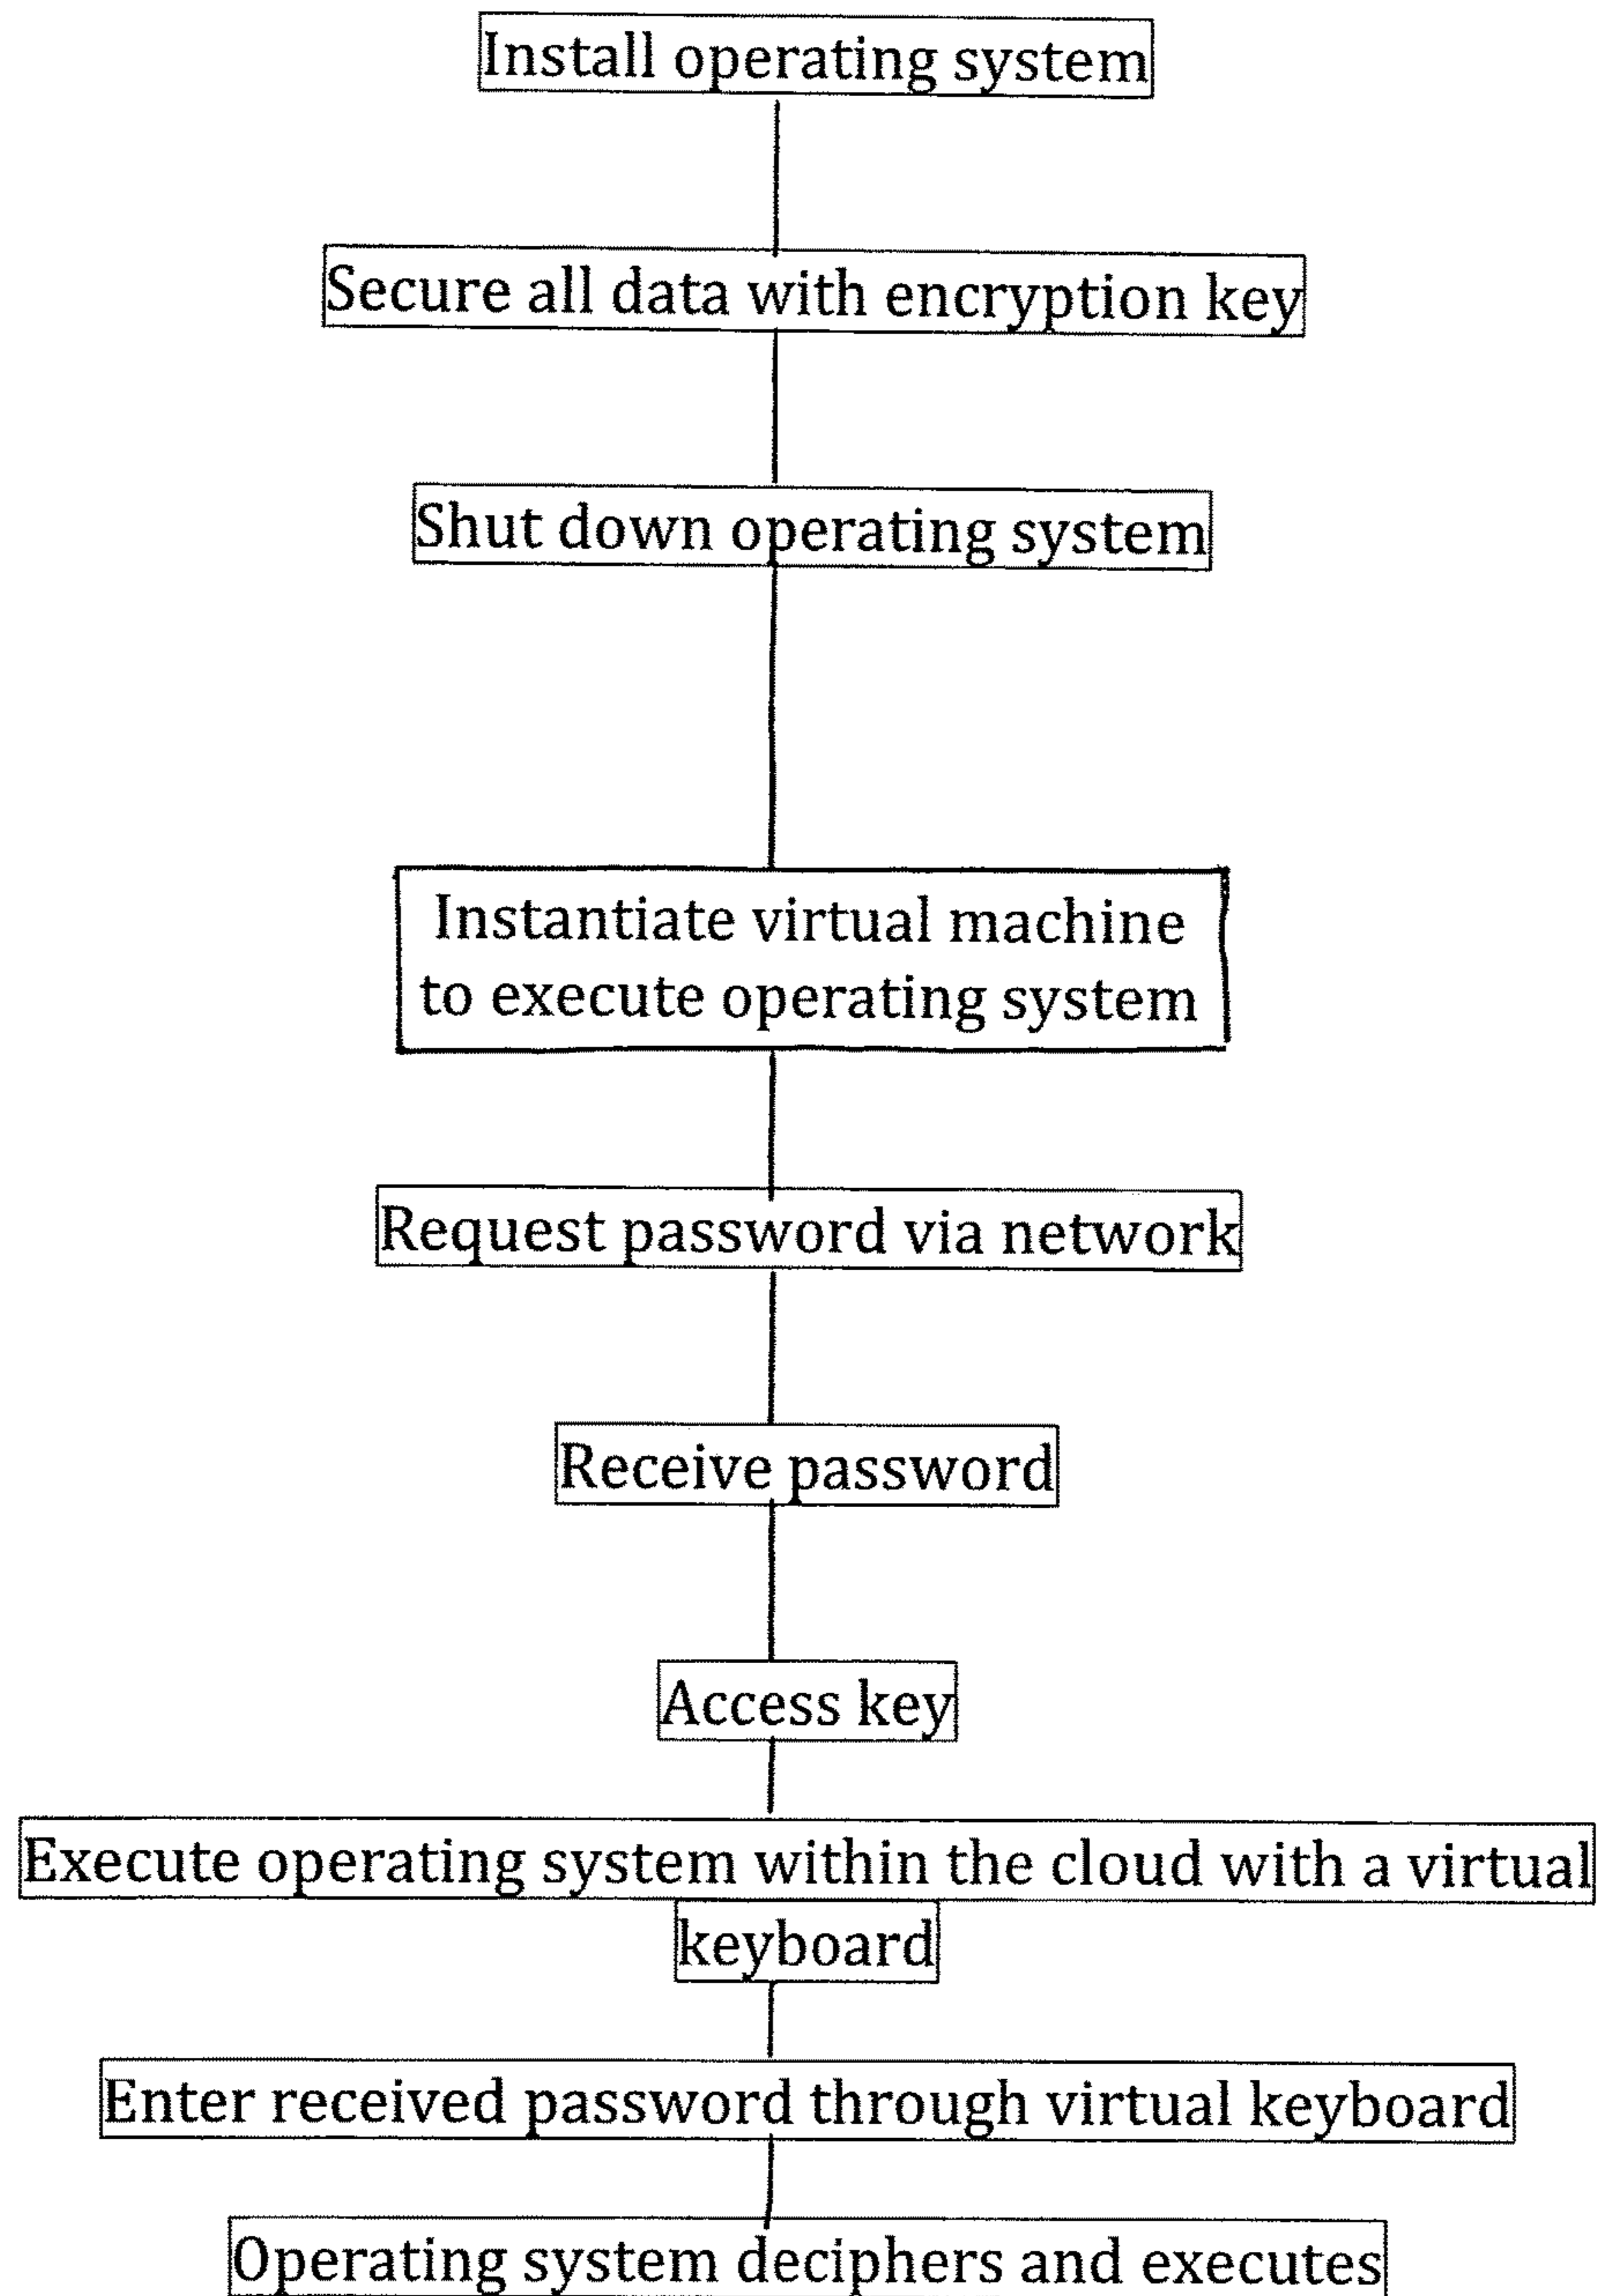 Install operating system
Secure all data with encryption key
Shut down operating system
Instantiate virtual machine
to execute operating system
Request password via network
Receive password
Access key
Execute operating system within the cloud with a virtual
keyboard
Enter received password through virtual keyboard
Operating system deciphers and executes